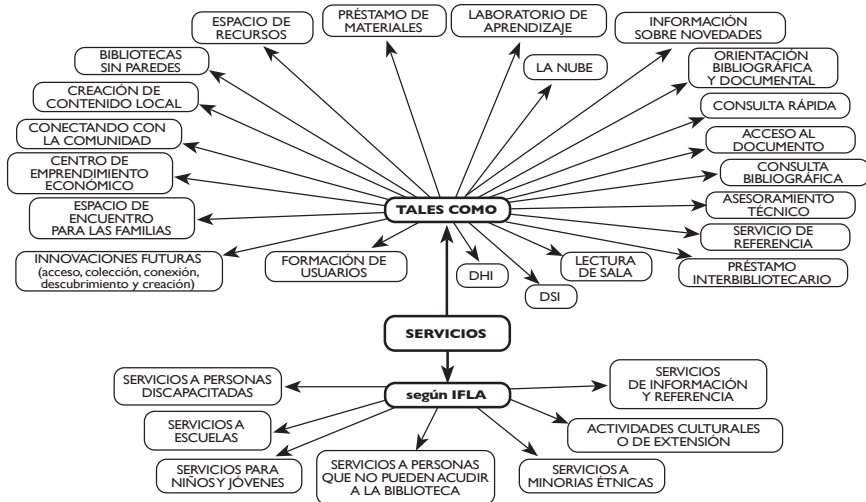 ESPACIO DE
RECURSOS
PRÉSTAMO DE
MATERIALES
LABORATORIO DE
APRENDIZAJE
INFORMACIÓN
SOBRE NOVEDADES
BIBLIOTECAS
SIN PAREDES
LA NUBE
ORIENTACIÓN
BIBLIOGRÁFICA
Y DOCUMENTAL
CREACIÓN DE
CONTENIDO LOCAL
CONSULTA RÁPIDA
CONECTANDO CON
LA COMUNIDAD
ACCESO AL
DOCUMENTO
CENTRO DE
EMPRENDIMIENTO
ECONÓMICO
CONSULTA
BIBLIOGRÁFICA
TALES COMO
ASESORAMIENTO
TÉCNICO
ESPACIO DE
ENCUENTRO
PARA LAS FAMILIAS
SERVICIO DE
REFERENCIA
INNOVACIONES FUTURAS
(acceso, colección, conexión,
descubrimiento y creación)
FORMACIÓN DE
USUARIOS
DHI
DSI
LECTURA
DE SALA
PRÉSTAMO
INTERBIBLIOTECARIO
SERVICIOS
según IFLA
SERVICIOS A PERSONAS
DISCAPACITADAS
SERVICIOS
DE INFORMACIÓN
Y REFERENCIA
SERVICIOS A
ESCUELAS
ACTIVIDADES CULTURALES
O DE EXTENSIÓN
SERVICIOS PARA
NIÑOS Y JÓVENES
SERVICIOS A PERSONAS
QUE NO PUEDEN ACUDIR
A LA BIBLIOTECA
SERVICIOS A
MINORIAS ÉTNICAS